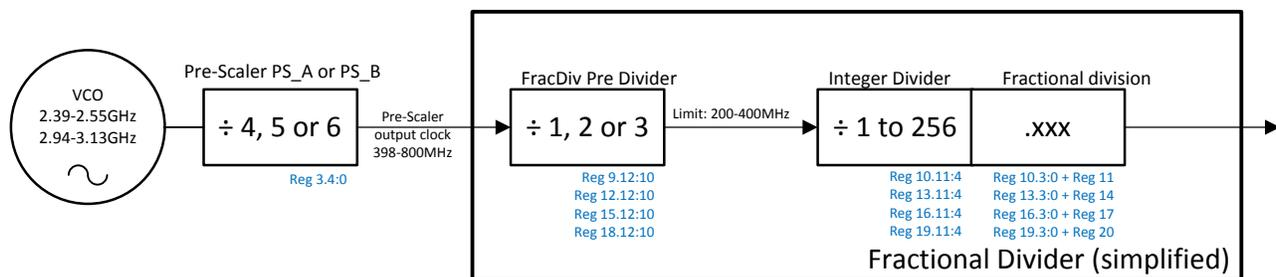 VCO
2.39-2.55GHz
2.94-3.13GHz
Pre-Scaler PS_A or PS_B
÷ 4, 5 or 6
Reg 3.4:0
Pre-Scaler
output clock
398-800MHz
FracDiv Pre Divider
÷ 1, 2 or 3
Reg 9.12:10
Reg 12.12:10
Reg 15.12:10
Reg 18.12:10
Limit: 200-400MHz
Integer Divider
÷ 1 to 256
Reg 10.11:4
Reg 13.11:4
Reg 16.11:4
Reg 19.11:4
Fractional division
.xxx
Reg 10.3:0 + Reg 11
Reg 13.3:0 + Reg 14
Reg 16.3:0 + Reg 17
Reg 19.3:0 + Reg 20
Fractional Divider (simplified)